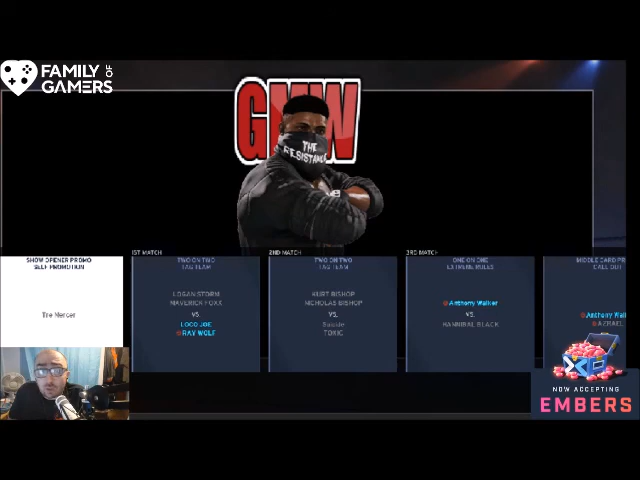 FAMILY OF
GAMERS
GMW
THE
RESISTANCE
SHOW OPENER PROMO
SELF PROMOTION
Tre Mercer
1ST MATCH
TWO ON TWO
TAG TEAM
LOGAN STORM
MAVERICK FOXX
VS.
LOCO JOE
RAY WOLF
2ND MATCH
TWO ON TWO
TAG TEAM
KURT BISHOP
NICHOLAS BISHOP
VS.
TOXIC
3RD MATCH
ONE ON ONE
EXTREME RULES
Anthony Walker
VS.
HANNIBAL BLACK
MIDDLE CARD PR
CALL OUT
Anthony Wal
AZRAEL
NOW ACCEPTING
EMBERS